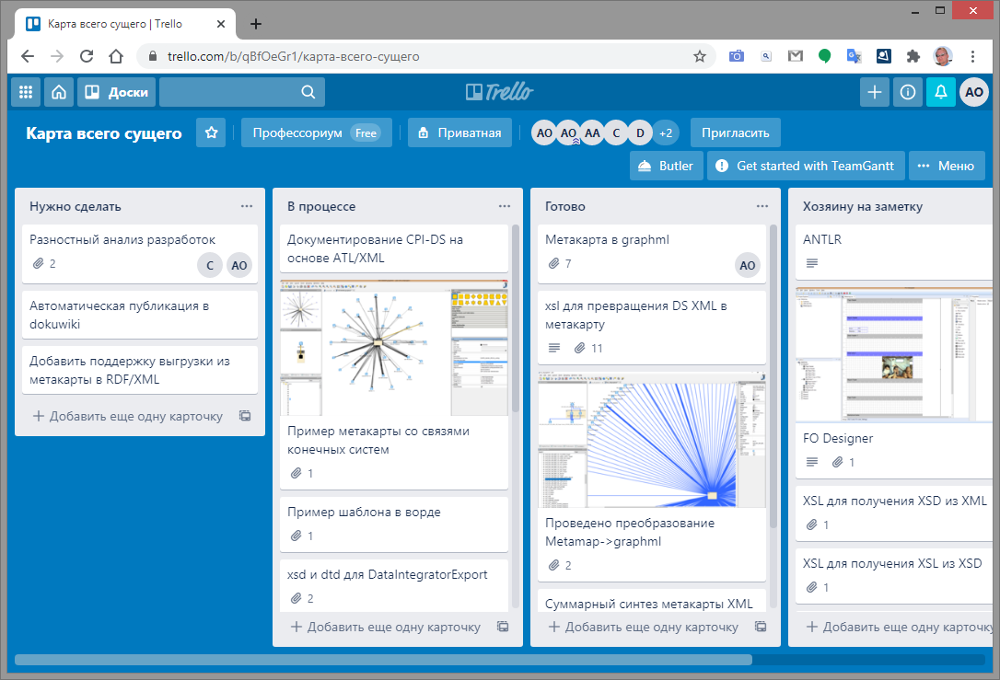 Карта всего сущего | Trello
trello.com/b/qBfOeGr1/карта-всего-сущего
Доски
Trello
AO
Карта всего сущего
Профессориум Free
Приватная
AO AO AA C D +2
Пригласить
Butler
Get started with TeamGantt
Меню
Нужно сделать
Разностный анализ разработок
2
C AO
Автоматическая публикация в
dokuwiki
Добавить поддержку выгрузки из
метакарты в RDF/XML
Добавить еще одну карточку
В процессе
Документирование CPI-DS на
основе ATL/XML
Пример метакарты со связями
конечных систем
1
Пример шаблона в ворде
1
xsd и dtd для DataIntegratorExport
2
Добавить еще одну карточку
Готово
Метакарта в graphml
7
AO
xsl для превращения DS XML в
метакарту
11
Проведено преобразование
Metamap->graphml
2
Суммарный синтез метакарты XML
Добавить еще одну карточку
Хозяину на заметку
ANTLR
FO Designer
1
XSL для получения XSD из XML
1
XSL для получения XSL из XSD
1
Добавить еще одну карточку